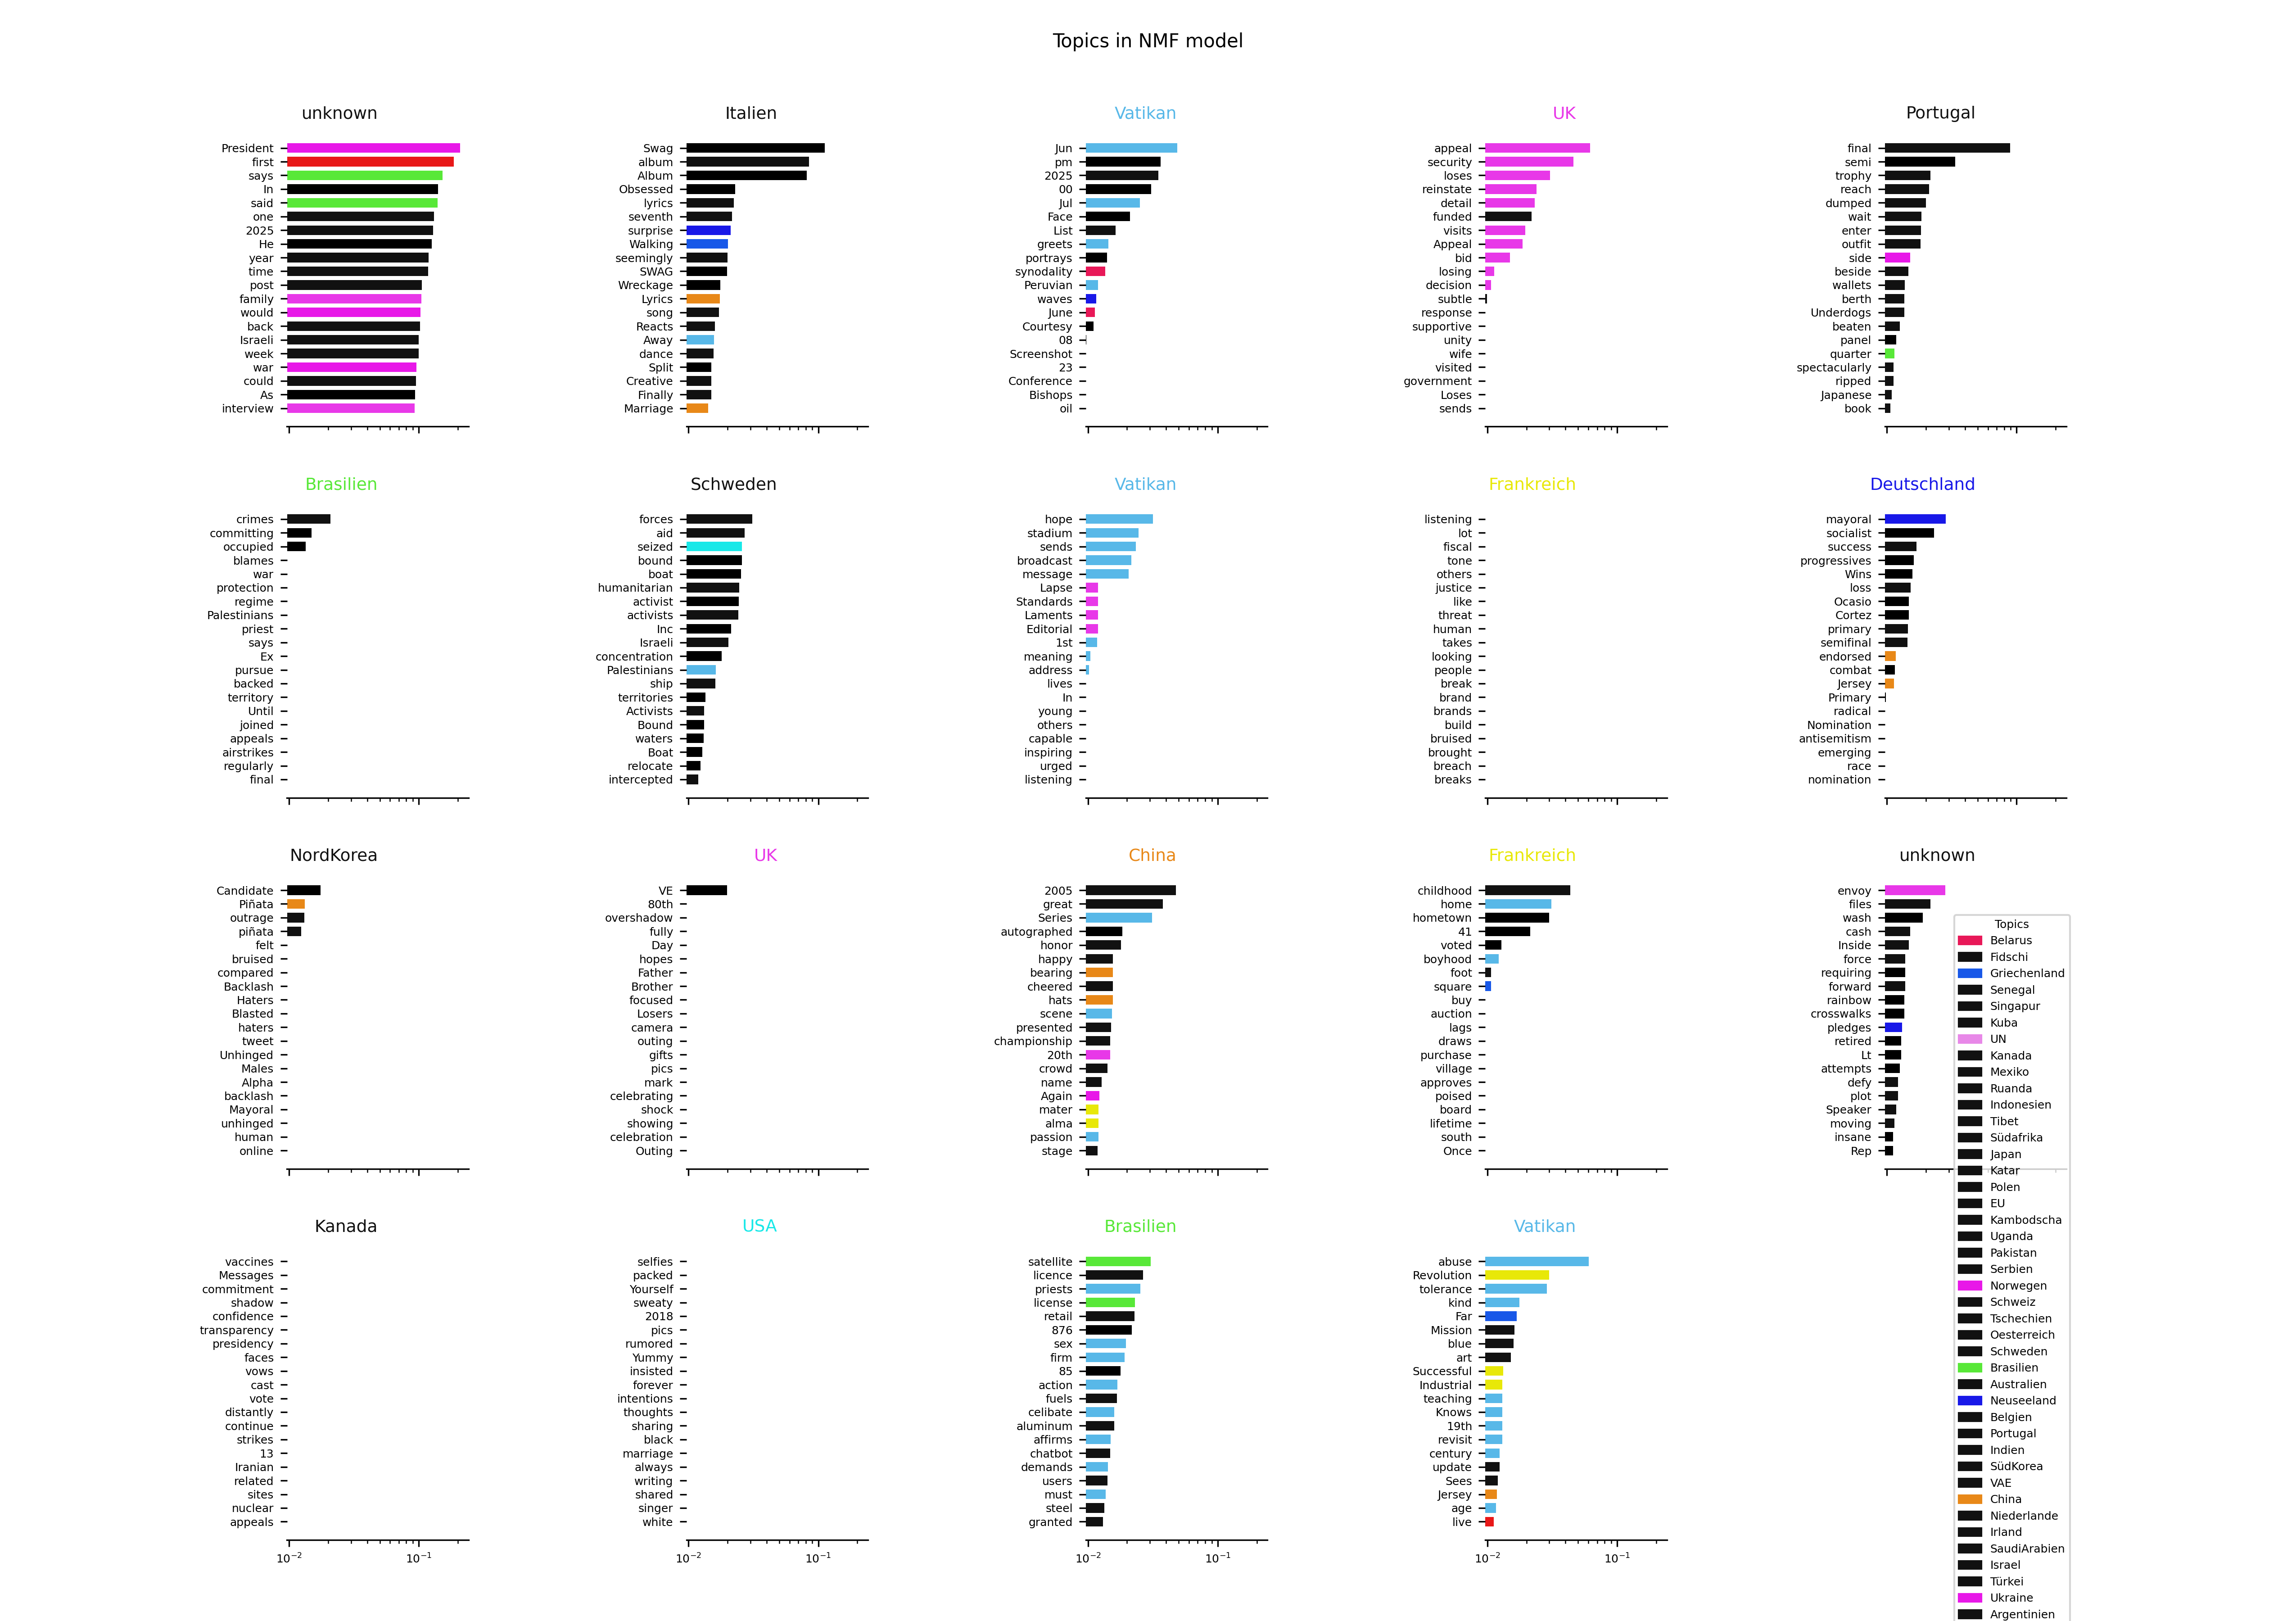 Topics in NMF model
unknown
President
first
says
In
said
one
2025
He
year
time
post
family
would
back
Israeli
week
war
could
As
interview
Italien
Swag
album
Album
Obsessed
lyrics
seventh
surprise
Walking
seemingly
SWAG
Wreckage
Lyrics
song
Reacts
Away
dance
Split
Creative
Finally
Marriage
Vatikan
Jun
pm
2025
00
Jul
Face
List
greets
portrays
synodality
Peruvian
waves
June
Courtesy
08
Screenshot
23
Conference
Bishops
oil
UK
appeal
security
loses
reinstate
detail
funded
visits
Appeal
bid
losing
decision
subtle
response
supportive
unity
wife
visited
government
Loses
sends
Portugal
final
semi
trophy
reach
dumped
wait
enter
outfit
side
beside
wallets
berth
Underdogs
beaten
panel
quarter
spectacularly
ripped
Japanese
book
Brasilien
crimes
committing
occupied
blames
war
protection
regime
Palestinians
priest
says
Ex
pursue
backed
territory
Until
joined
appeals
airstrikes
regularly
final
Schweden
forces
aid
seized
bound
boat
humanitarian
activist
activists
Inc
Israeli
concentration
Palestinians
ship
territories
Activists
Bound
waters
Boat
relocate
intercepted
Vatikan
hope
stadium
sends
broadcast
message
Lapse
Standards
Laments
Editorial
1st
meaning
address
lives
In
young
others
capable
inspiring
urged
listening
Frankreich
listening
lot
fiscal
tone
others
justice
like
threat
human
takes
looking
people
break
brand
brands
build
bruised
brought
breach
breaks
Deutschland
mayoral
socialist
success
progressives
Wins
loss
Ocasio
Cortez
primary
semifinal
endorsed
combat
Jersey
Primary
radical
Nomination
antisemitism
emerging
race
nomination
NordKorea
Candidate
Piñata
outrage
piñata
felt
bruised
compared
Backlash
Haters
Blasted
haters
tweet
Unhinged
Males
Alpha
backlash
Mayoral
unhinged
human
online
UK
VE
80th
overshadow
fully
Day
hopes
Father
Brother
focused
Losers
camera
outing
gifts
pics
mark
celebrating
shock
showing
celebration
Outing
China
2005
great
Series
autographed
honor
happy
bearing
cheered
hats
scene
presented
championship
20th
crowd
name
Again
mater
alma
passion
stage
Frankreich
childhood
home
hometown
41
voted
boyhood
foot
square
buy
auction
lags
draws
purchase
village
approves
poised
board
lifetime
south
Once
unknown
envoy
files
wash
cash
Inside
force
requiring
forward
rainbow
crosswalks
pledges
retired
Lt
attempts
defy
plot
Speaker
moving
insane
Rep
Kanada
vaccines
Messages
commitment
shadow
confidence
transparency
presidency
faces
vows
cast
vote
distantly
continue
strikes
13
Iranian
related
sites
nuclear
appeals
10⁻² 10⁻¹
USA
selfies
packed
Yourself
sweaty
2018
pics
rumored
Yummy
insisted
forever
intentions
thoughts
sharing
black
marriage
always
writing
shared
singer
white
10⁻² 10⁻¹
Brasilien
satellite
licence
priests
license
retail
876
sex
firm
85
action
fuels
celibate
aluminum
affirms
chatbot
demands
users
must
steel
granted
10⁻² 10⁻¹
Vatikan
abuse
Revolution
tolerance
kind
Far
Mission
blue
art
Successful
Industrial
teaching
Knows
19th
revisit
century
update
Sees
Jersey
age
live
10⁻² 10⁻¹
Topics
Belarus
Fidschi
Griechenland
Senegal
Singapur
Kuba
UN
Kanada
Mexiko
Ruanda
Indonesien
Tibet
Südafrika
Japan
Katar
Polen
EU
Kambodscha
Uganda
Pakistan
Serbien
Norwegen
Schweiz
Tschechien
Oesterreich
Schweden
Brasilien
Australien
Neuseeland
Belgien
Portugal
Indien
SüdKorea
VAE
China
Niederlande
Irland
SaudiArabien
Israel
Türkei
Ukraine
Argentinien